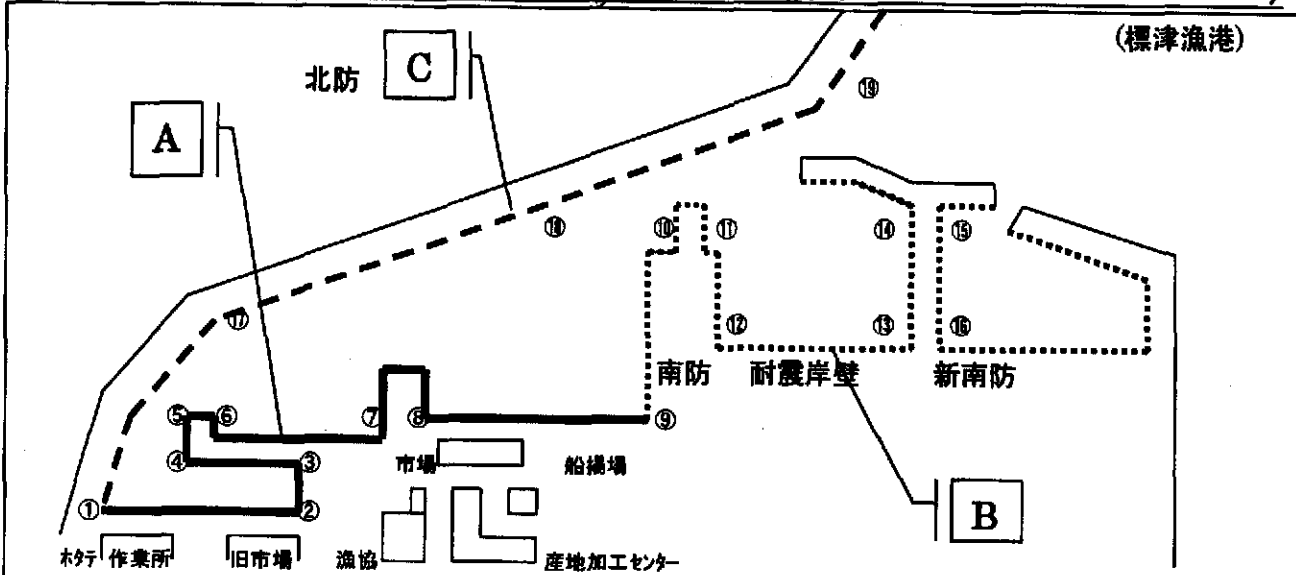 (標津漁港)
北防
C
A
⑲
⑱
⑩
⑪
⑭
⑮
⑰
⑫
⑬
⑯
南防
耐震岸壁
新南防
⑤
⑥
⑦
⑧
⑨
④
③
市場
船揚場
①
②
B
ホタテ
作業所
旧市場
漁協
産地加工センター